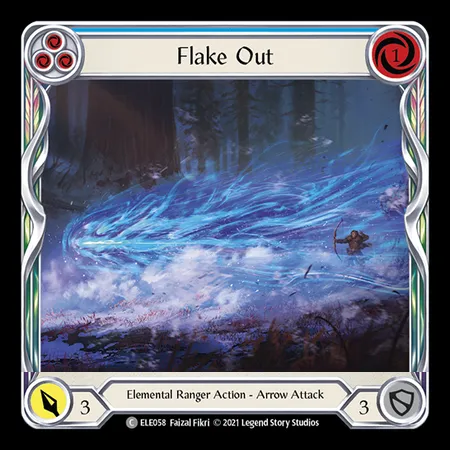 Flake Out
1
Elemental Ranger Action - Arrow Attack
3
3
C ELE058 Faizal Fikri © 2021 Legend Story Studios